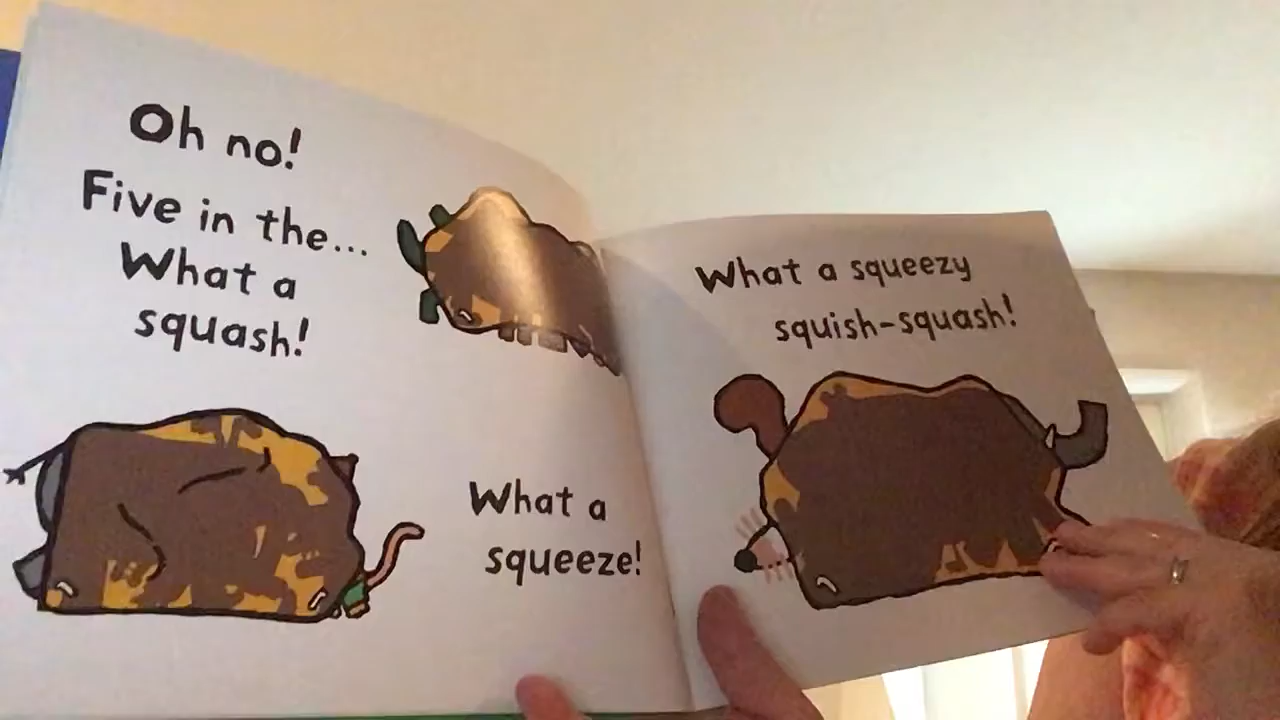 Oh no!
Five in the...
What a
squash!
What a
squeeze!
What a squeezy
squish-squash!